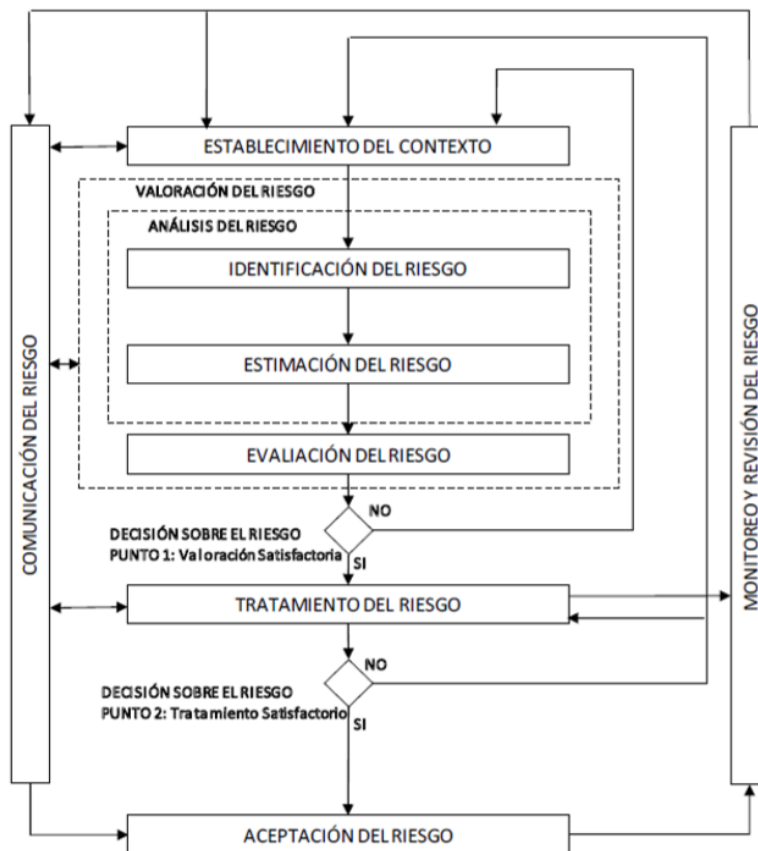 ESTABLECIMIENTO DEL CONTEXTO
VALORACIÓN DEL RIESGO
ANÁLISIS DEL RIESGO
IDENTIFICACIÓN DEL RIESGO
ESTIMACIÓN DEL RIESGO
EVALIACIÓN DEL RIESGO
NO
DECISIÓN SOBRE EL RIESGO
PUNTO 1: Valoración Satisfactoria
SI
TRATAMIENTO DEL RIESGO
NO
DECISIÓN SOBRE EL RIESGO
PUNTO 2: Tratamiento Satisfactorio
SI
ACEPTACIÓN DEL RIESGO
COMUNICACIÓN DEL RIESGO
MONITOREO Y REVISIÓN DEL RIESGO